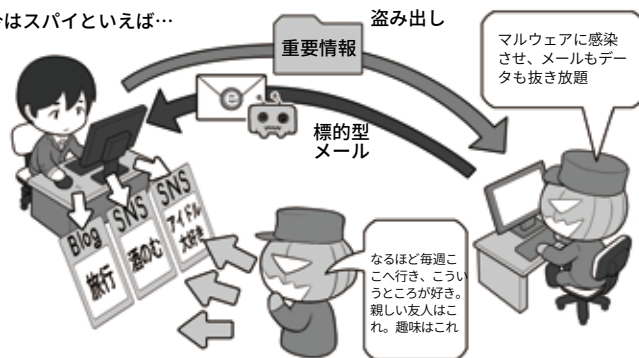 はスパイといえば…
盗み出し
重要情報
マルウェアに感染
させ、メールもデー
タも抜き放題
標的型
メール
Blog
旅行
SNS
酒のむ
SNS
アイドル
大好き
なるほど毎週こ
こへ行き、こうい
うところが好き。
親しい友人はこ
れ。趣味はこれ